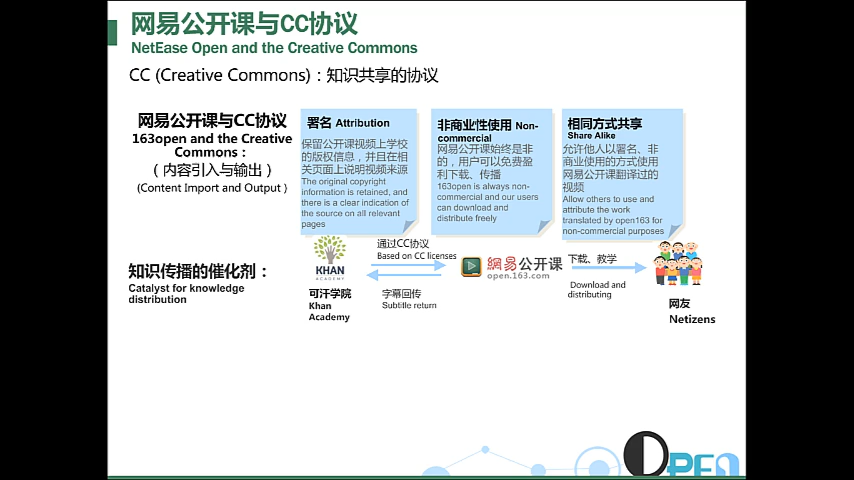 网易公开课与CC协议
NetEase Open and the Creative Commons
CC (Creative Commons)：知识共享的协议
网易公开课与CC协议
163open and the Creative
Commons：
（内容引入与输出）
(Content Import and Output )
署名 Attribution
保留公开课视频上学校
的版权信息，并且在相
关页面上说明视频来源
The original copyright
information is retained, and
there is a clear indication of
the source on all relevant
pages
非商业性使用 Non-
commercial
网易公开课始终是非
的，用户可以免费盈
利下载、传播
163open is always non-
commercial and our users
can download and
distribute freely
相同方式共享
Share Alike
允许他人以署名、非
商业使用的方式使用
网易公开课翻译过的
视频
Allow others to use and
attribute the work
translated by open163 for
non-commercial purposes
知识传播的催化剂：
Catalyst for knowledge
distribution
KHAN
ACADEMY
可汗学院
Khan
Academy
通过CC协议
Based on CC licenses
字幕回传
Subtitle return
網易公开课
open.163.com
下载、教学
Download and
distributing
网友
Netizens
OPEN